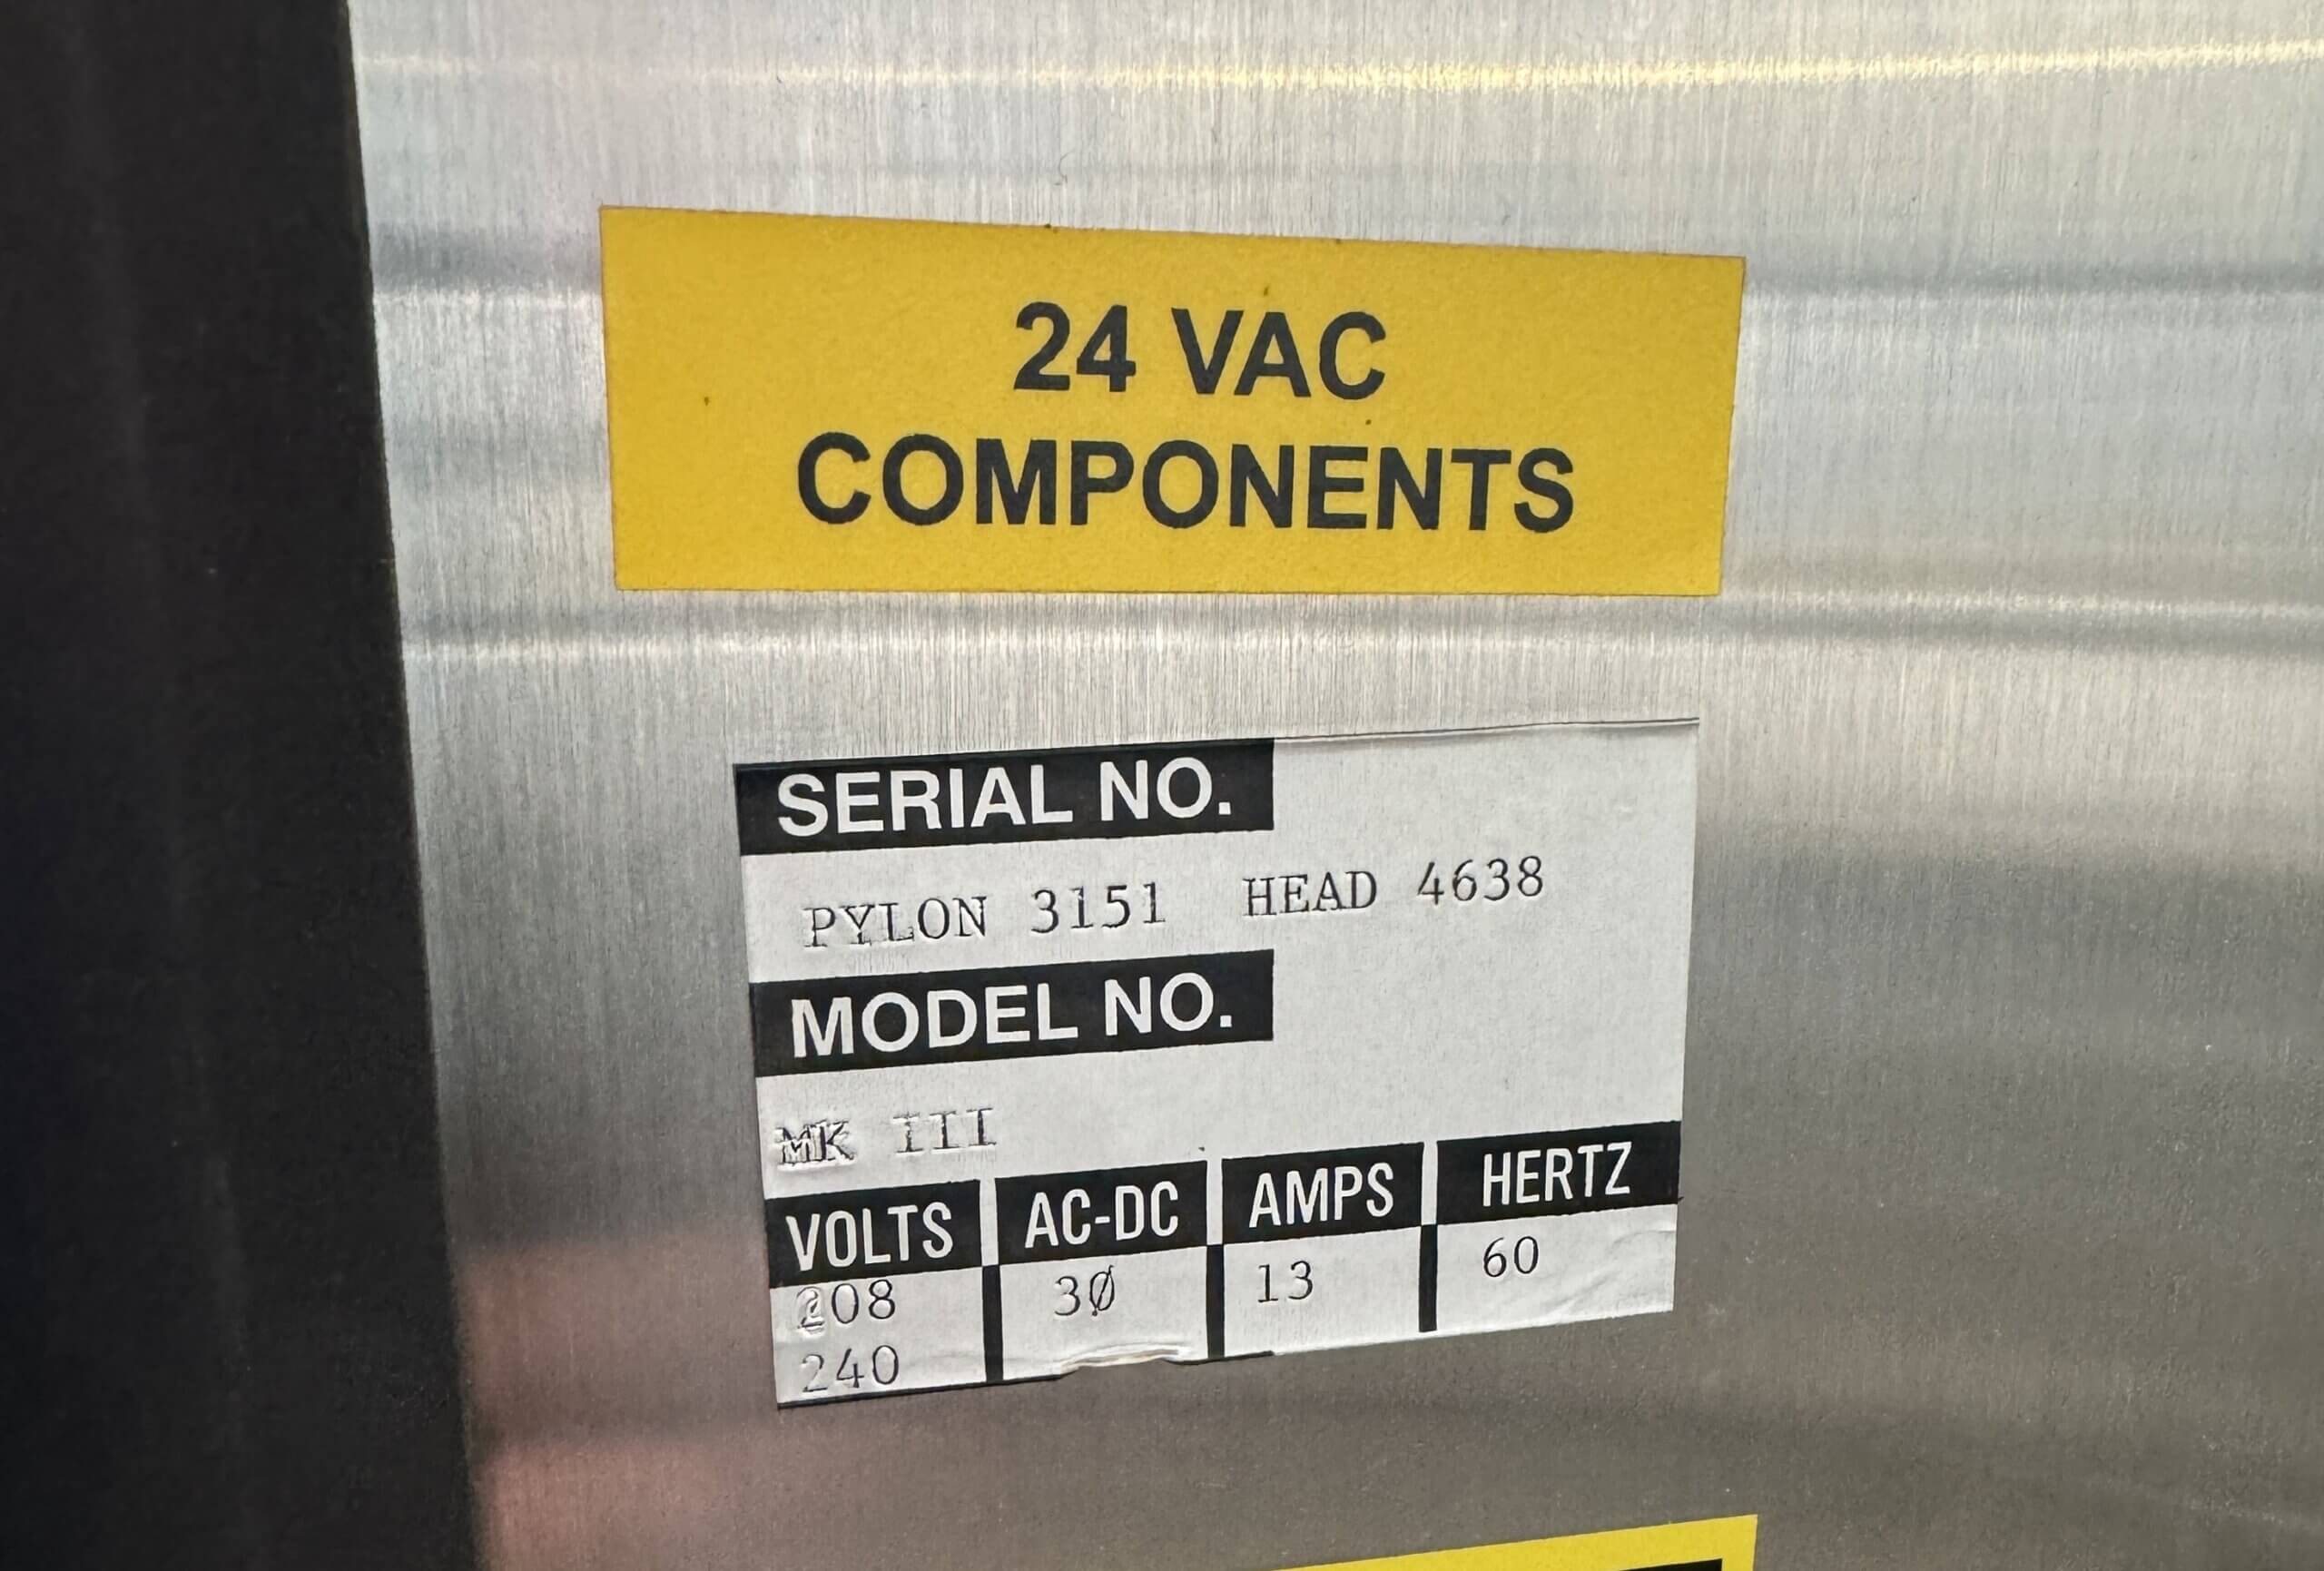 24 VAC
COMPONENTS
SERIAL NO.
PYLON 3151 HEAD 4638
MODEL NO.
MK III
VOLTS AC-DC AMPS HERTZ
208 3Ø 13 60
240